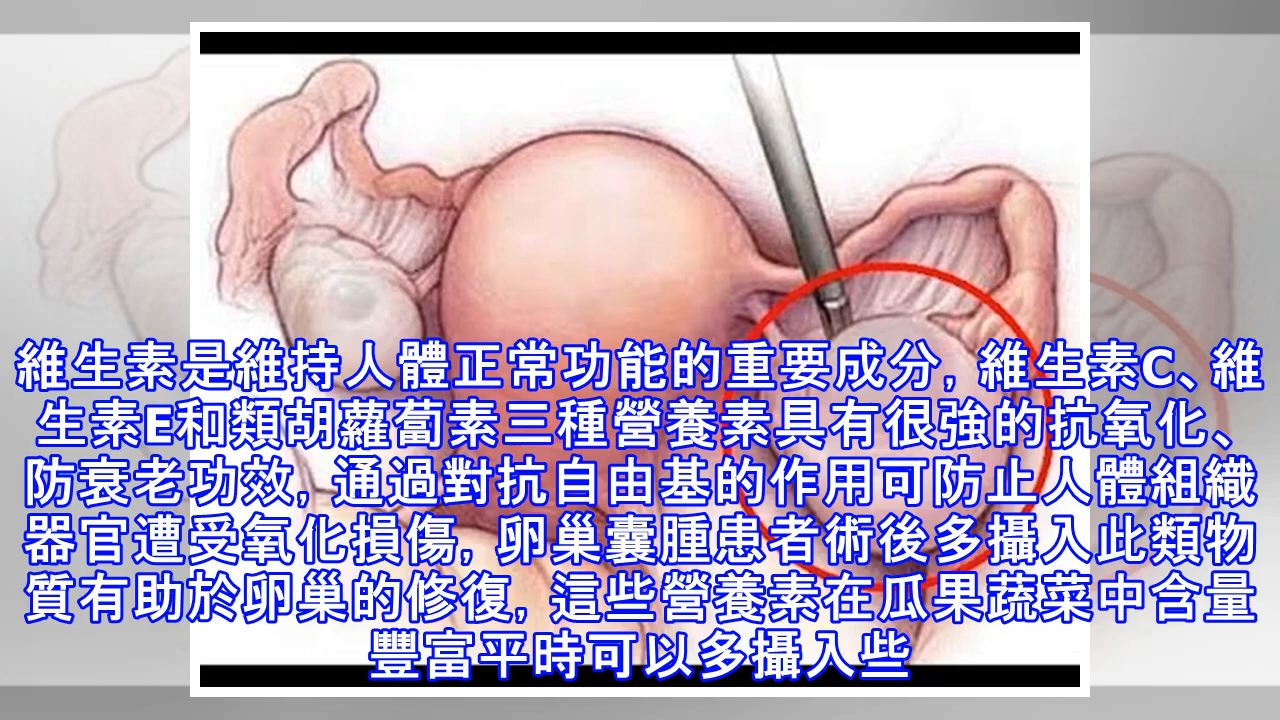 維生素是維持人體正常功能的重要成分, 維生素C、維
生素E和類胡蘿蔔素三種營養素具有很強的抗氧化、
防衰老功效, 通過對抗自由基的作用可防止人體組織
器官遭受氧化損傷, 卵巢囊腫患者術後多攝入此類物
質有助於卵巢的修復, 這些營養素在瓜果蔬菜中含量
豐富平時可以多攝入些